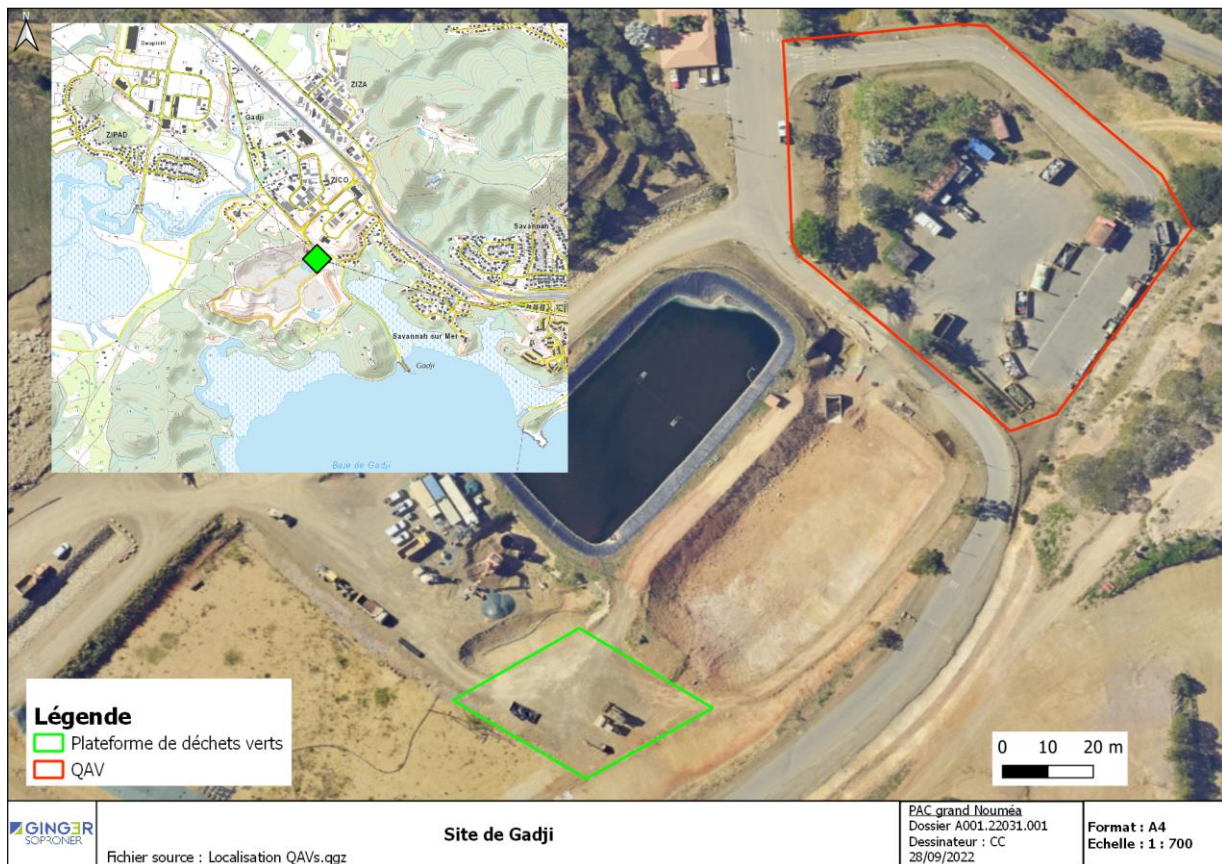 N
Gadji
ZIZA
ZIPAD
ZICO
Savannah
Savannah sur Mer
Gadji
Baie de Gadji
Légende
Plateforme de déchets verts
QAV
0 10 20 m
GINGER
SOPRONER
Site de Gadji
Fichier source : Localisation QAVs.qgz
PAC grand Nouméa
Dossier A001.22031.001
Dessinateur : CC
28/09/2022
Format : A4
Echelle : 1 : 700